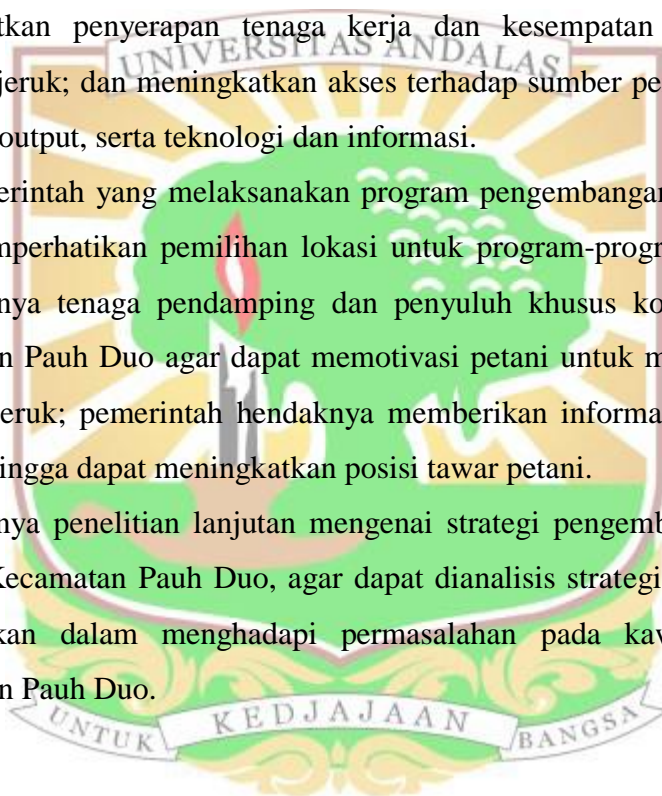 tkan penyerapan tenaga kerja dan kesempatan
UNIVERSITAS ANDALAS
jeruk; dan meningkatkan akses terhadap sumber pe
output, serta teknologi dan informasi.
erintah yang melaksanakan program pengembangan
mperhatikan pemilihan lokasi untuk program-progr
nya tenaga pendamping dan penyuluh khusus ko
n Pauh Duo agar dapat memotivasi petani untuk m
eruk; pemerintah hendaknya memberikan informa
ingga dapat meningkatkan posisi tawar petani.
nya penelitian lanjutan mengenai strategi pengemb
Kecamatan Pauh Duo, agar dapat dianalisis strategi
kan dalam menghadapi permasalahan pada kaw
n Pauh Duo.
UNTUK KEDJAJAAN BANGSA